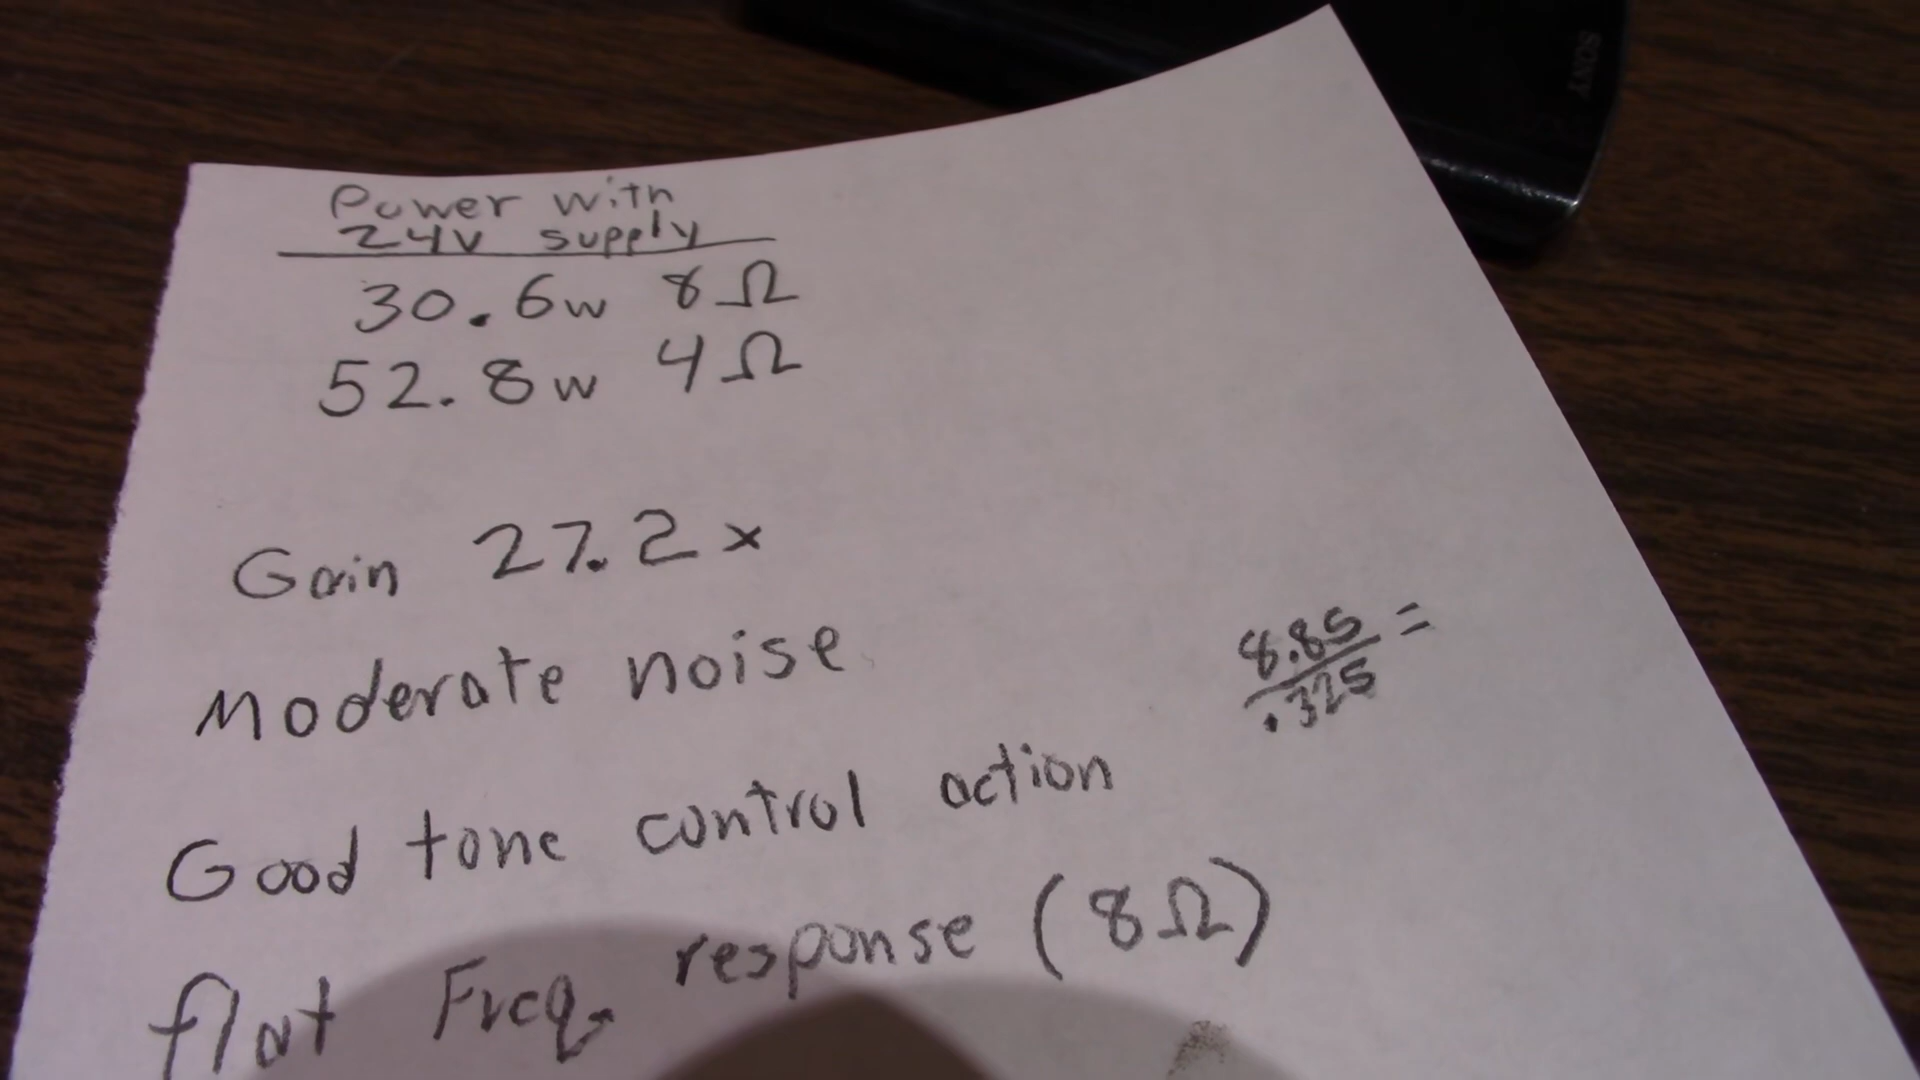 SONY
Power with
24V supply
30.6w 8Ω
52.8w 4Ω
Gain 27.2x
Moderate noise
8.85 =
.325
Good tone control action
flat Freq. response (8Ω)